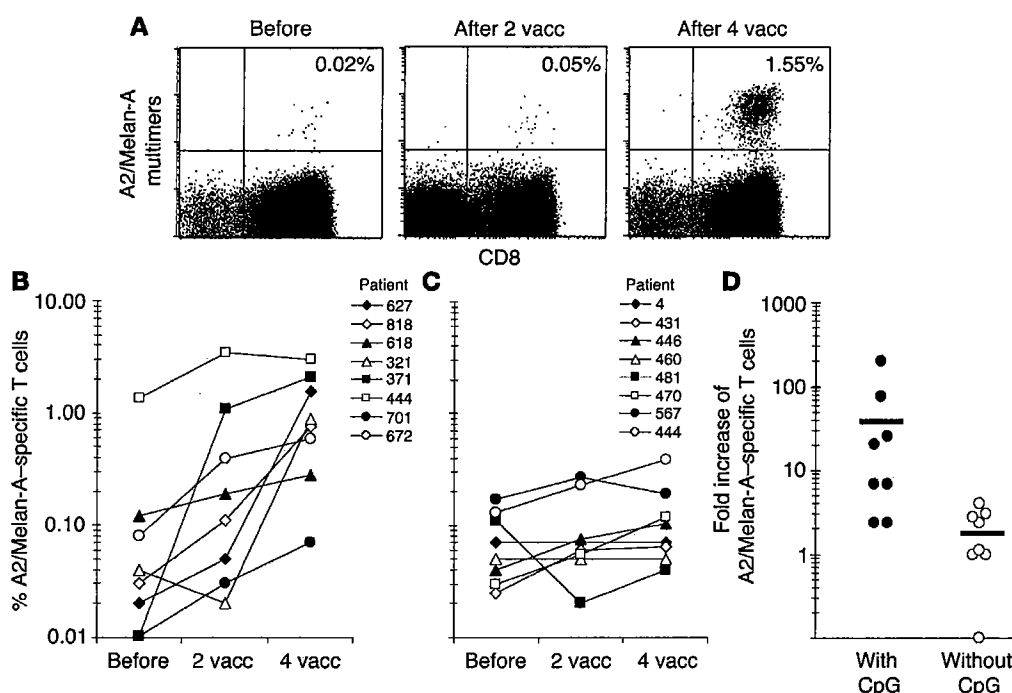 A
Before
After 2 vacc
After 4 vacc
0.02%
0.05%
1.55%
A2/Melan-A
multimers
CD8
B
% A2/Melan-A–specific T cells
10.00
1.00
0.10
0.01
Before
2 vacc
4 vacc
Patient
627
818
618
321
371
444
701
672
C
Patient
4
431
446
460
481
470
567
444
Before
2 vacc
4 vacc
D
Fold increase of
A2/Melan-A–specific T cells
1000
100
10
1
With
CpG
Without
CpG